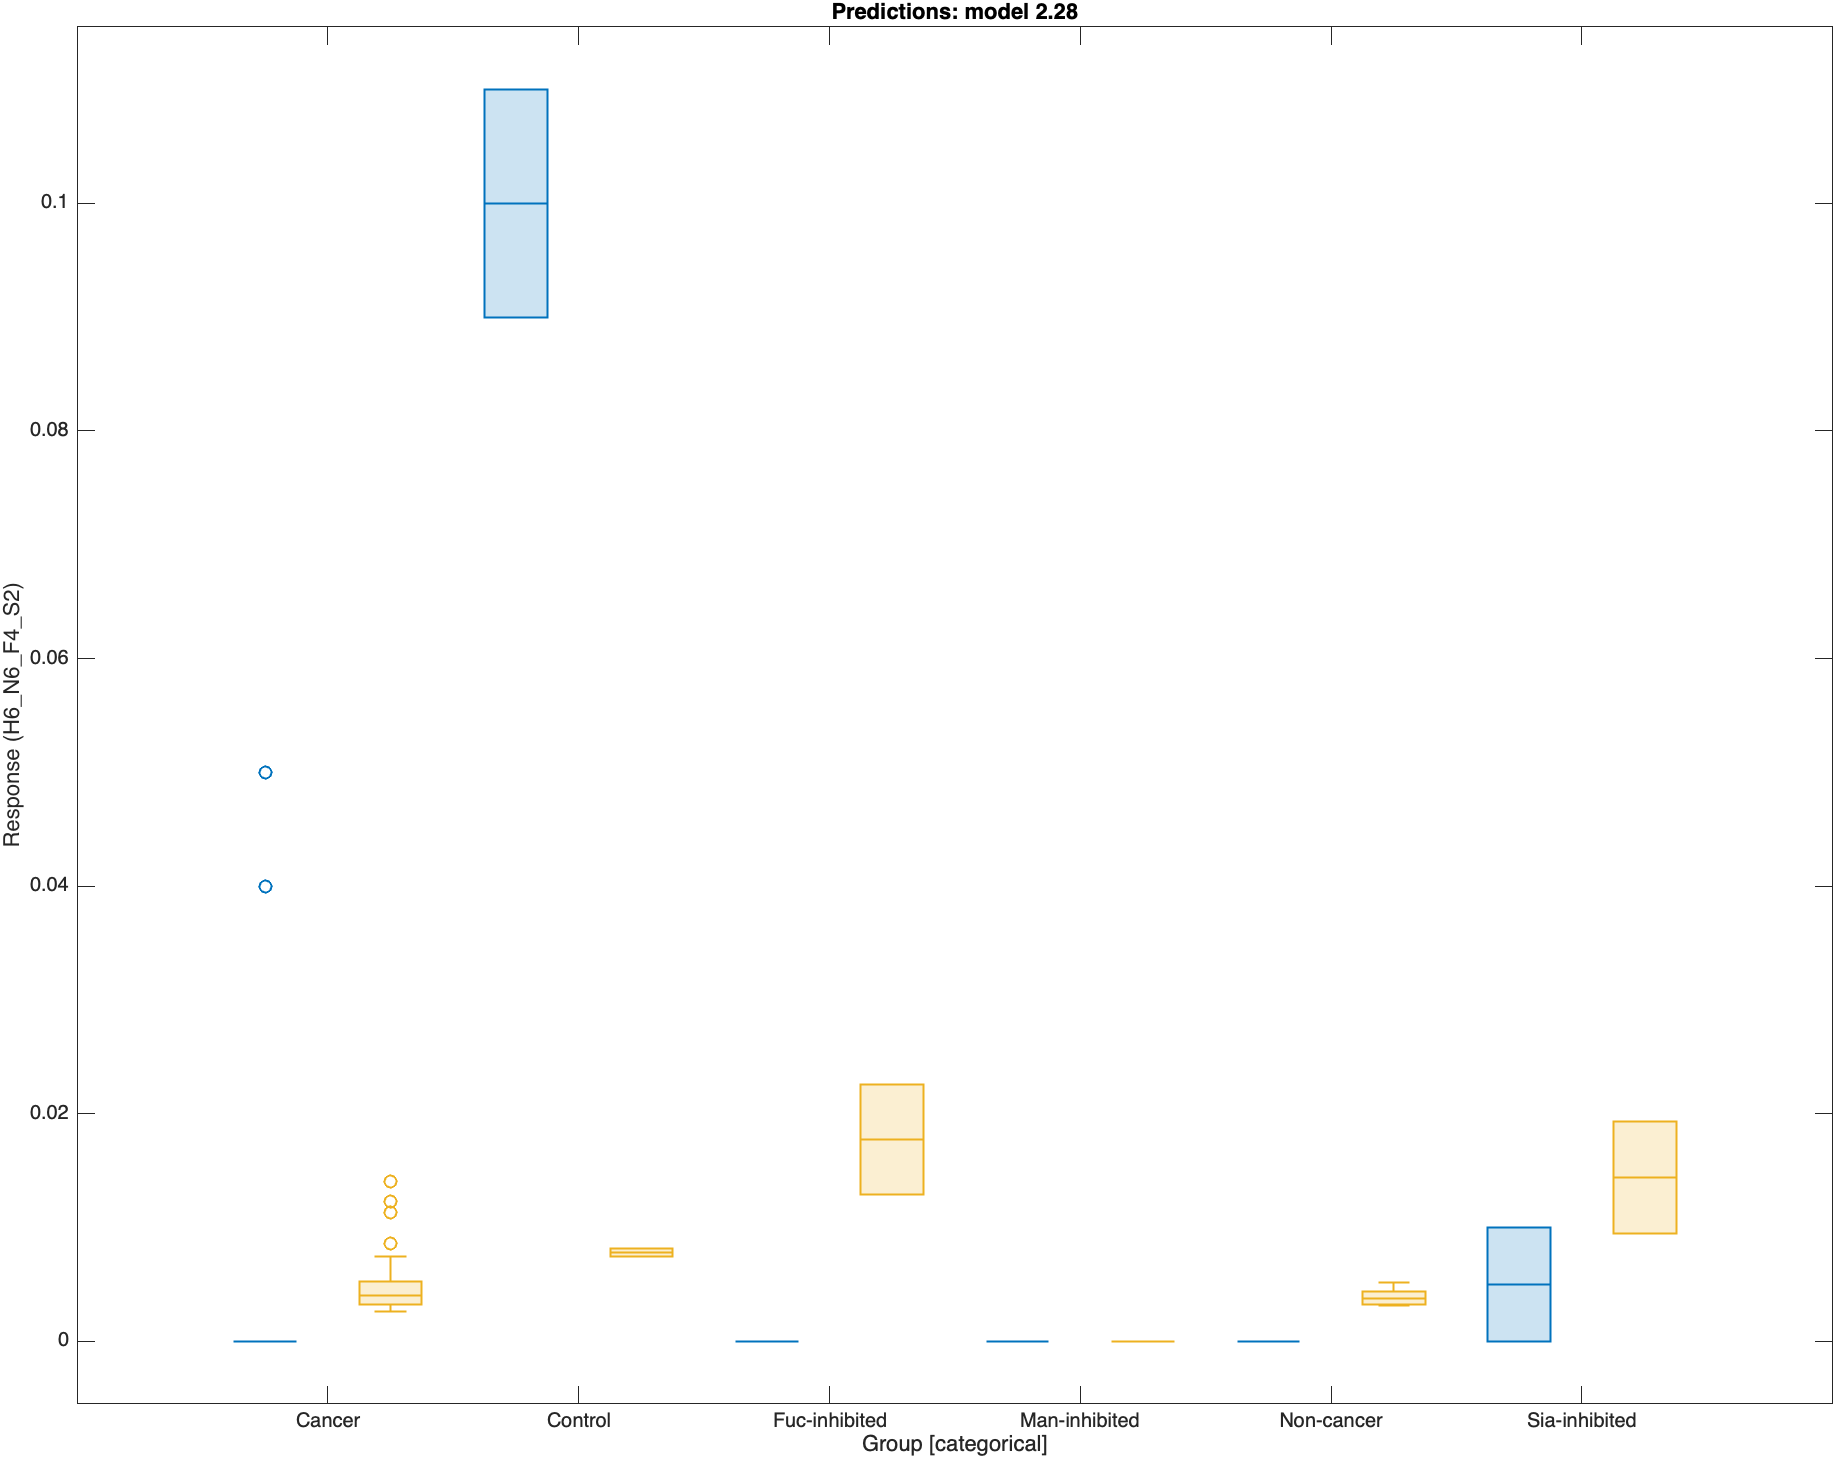 Predictions: model 2.28
0.1
0.08
0.06
0.04
0.02
0
Response (H6_N6_F4_S2)
Cancer Control Fuc-inhibited Man-inhibited Non-cancer Sia-inhibited
Group [categorical]